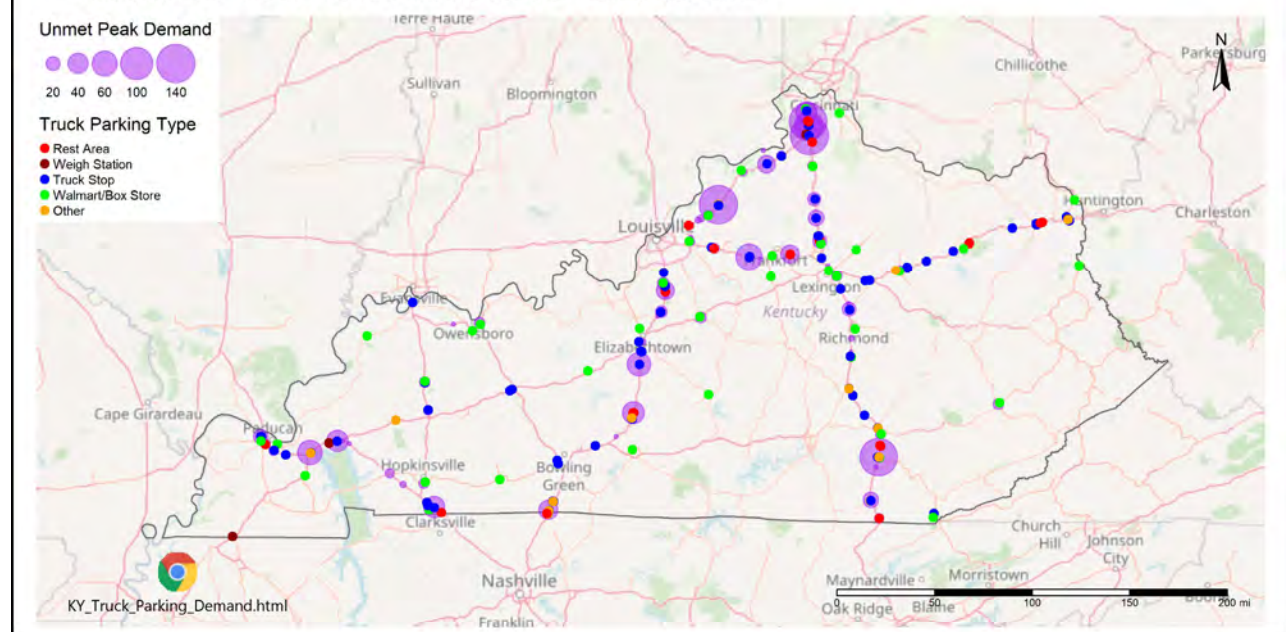 Unmet Peak Demand
20 40 60 100 140
Truck Parking Type
Rest Area
Weigh Station
Truck Stop
Walmart/Box Store
Other
Terre Haute
Sullivan
Bloomington
Chillicothe
Parkersburg
N
Cincinnati
Huntington
Charleston
Louisville
Frankfort
Lexington
Kentucky
Evansville
Owensboro
Richmond
Elizabethtown
Cape Girardeau
Paducah
Hopkinsville
Bowling
Green
Clarksville
Church
Hill
Johnson
City
Nashville
Maynardville
Morristown
Oak Ridge
Blaine
Franklin
0 50 100 150 200 mi
KY_Truck_Parking_Demand.html